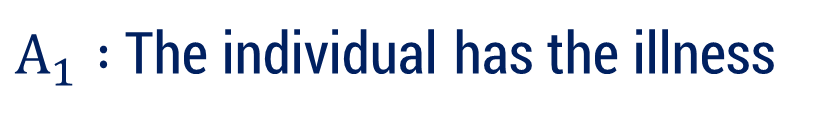 A₁ : The individual has the illness